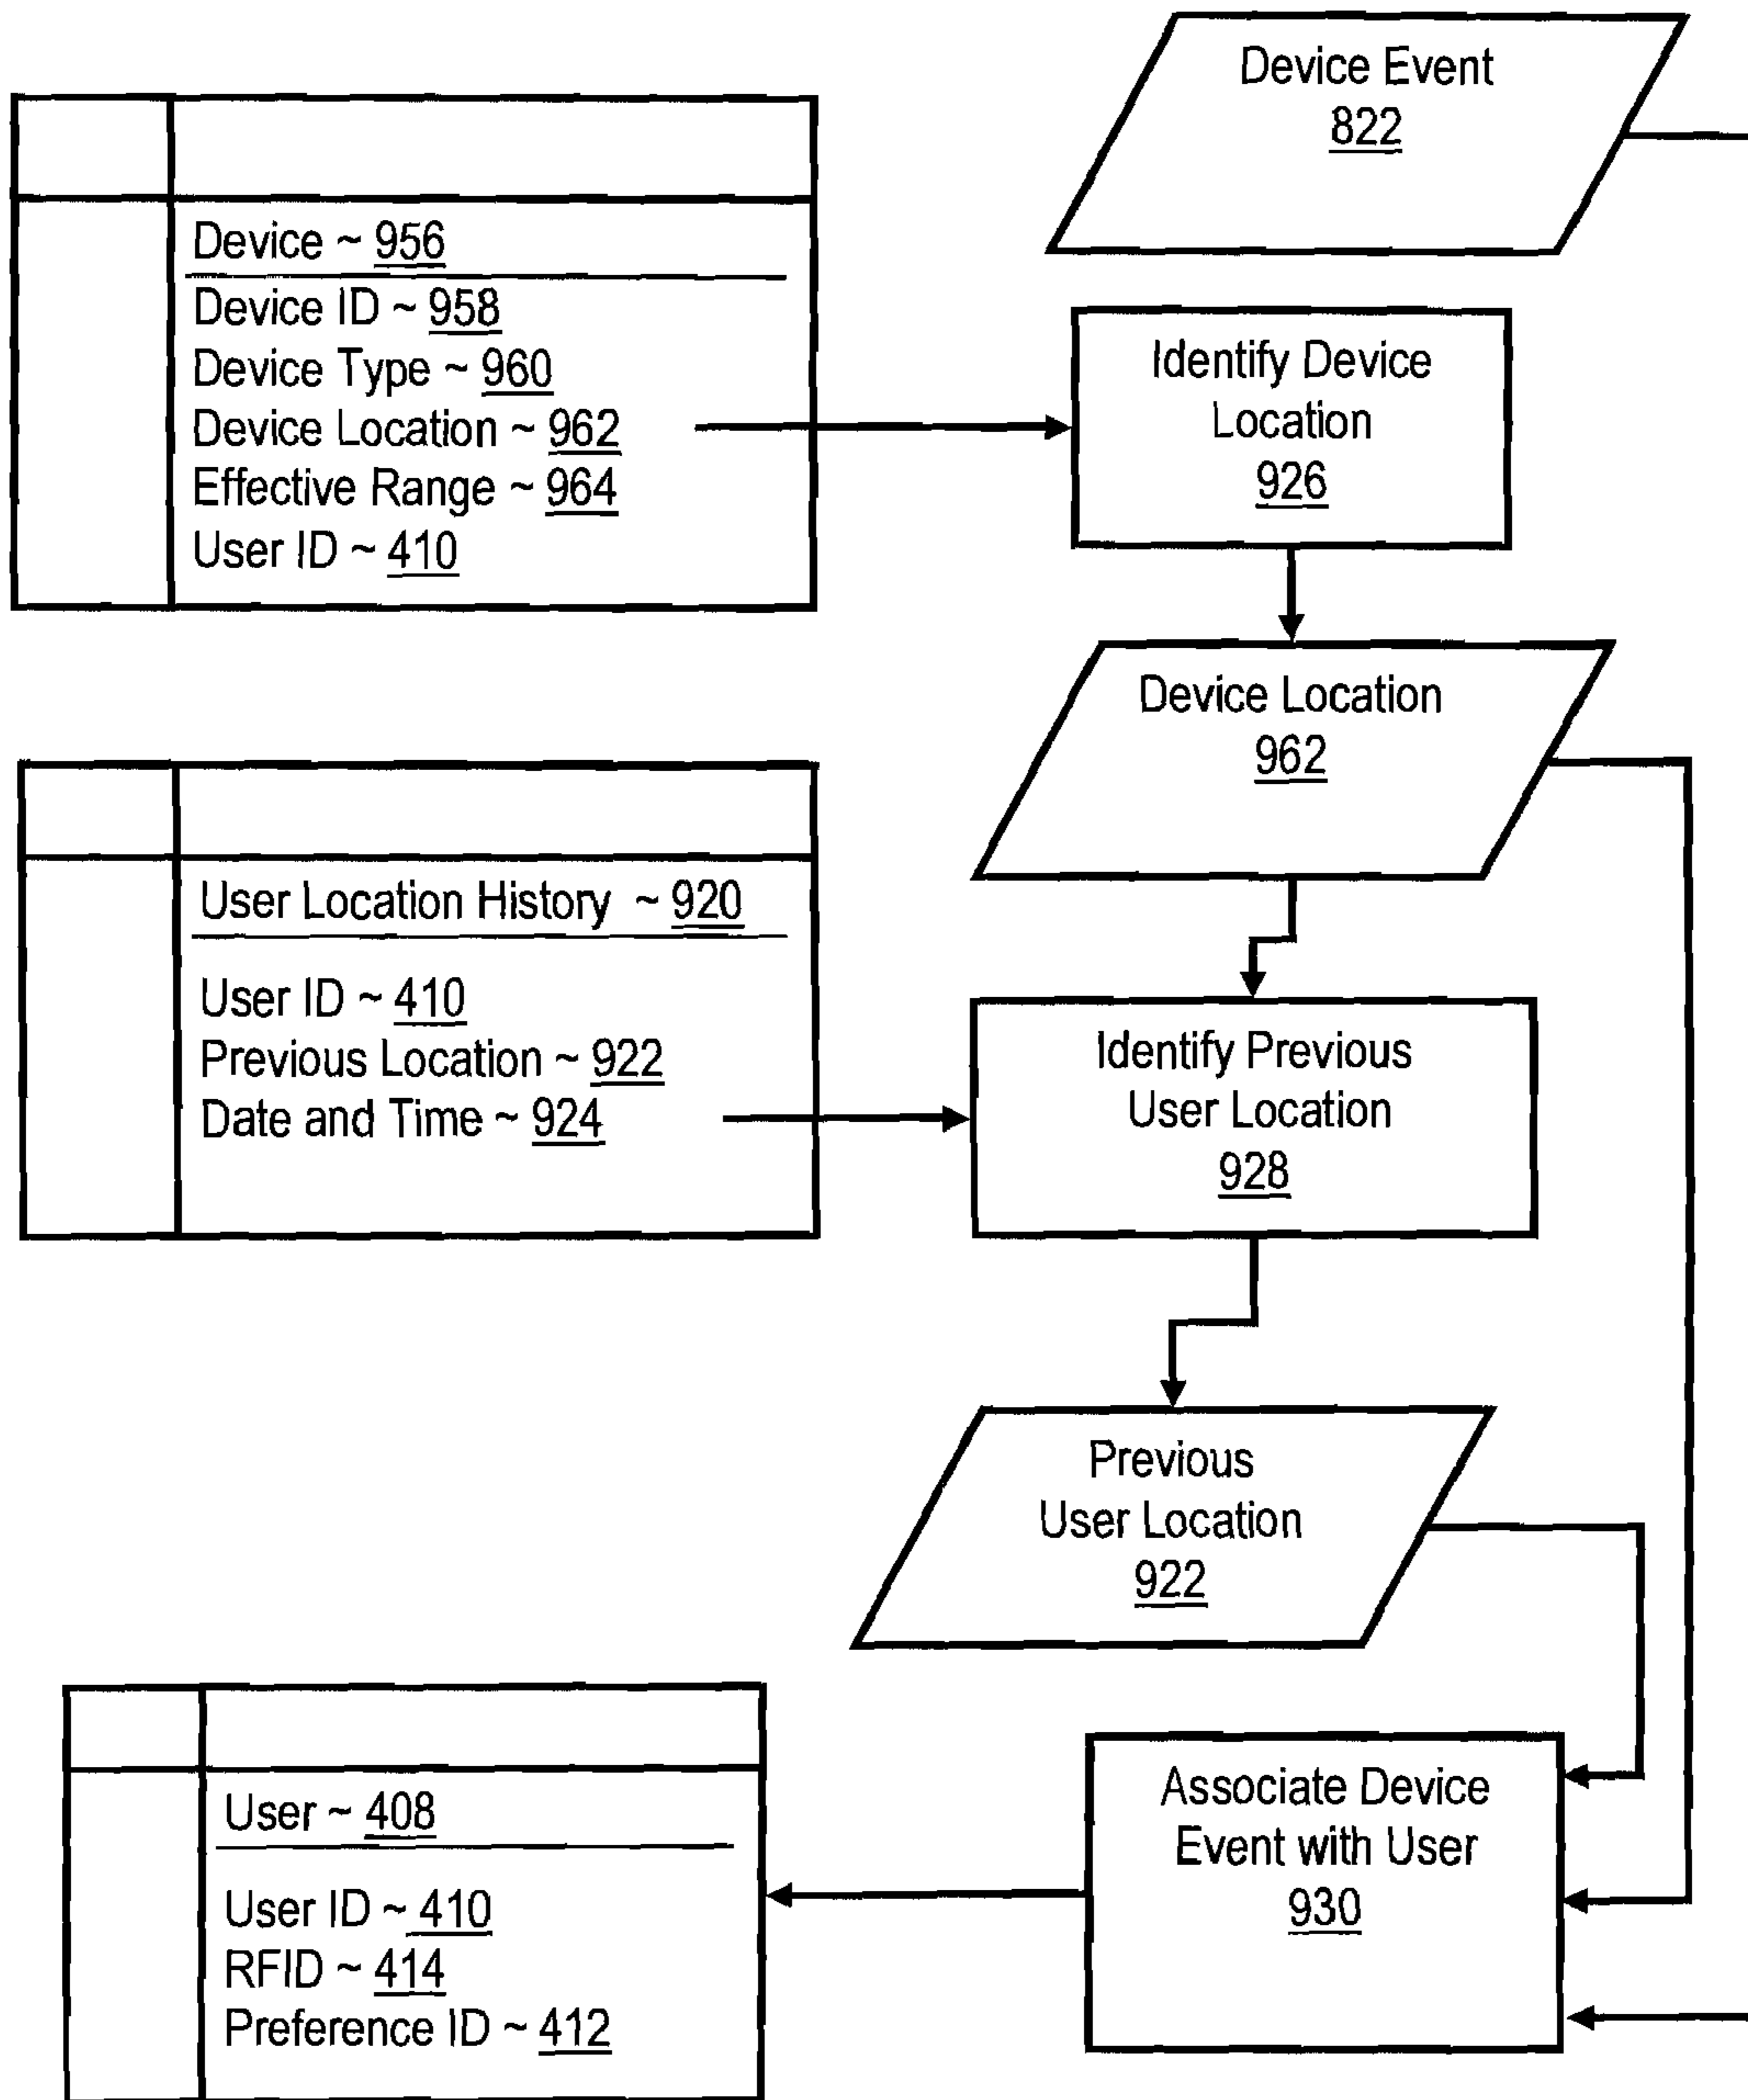 Device Event
822
Device ~ 956
Device ID ~ 958
Device Type ~ 960
Device Location ~ 962
Effective Range ~ 964
User ID ~ 410
Identify Device
Location
926
Device Location
962
User Location History ~ 920
User ID ~ 410
Previous Location ~ 922
Date and Time ~ 924
Identify Previous
User Location
928
Previous
User Location
922
User ~ 408
User ID ~ 410
RFID ~ 414
Preference ID ~ 412
Associate Device
Event with User
930